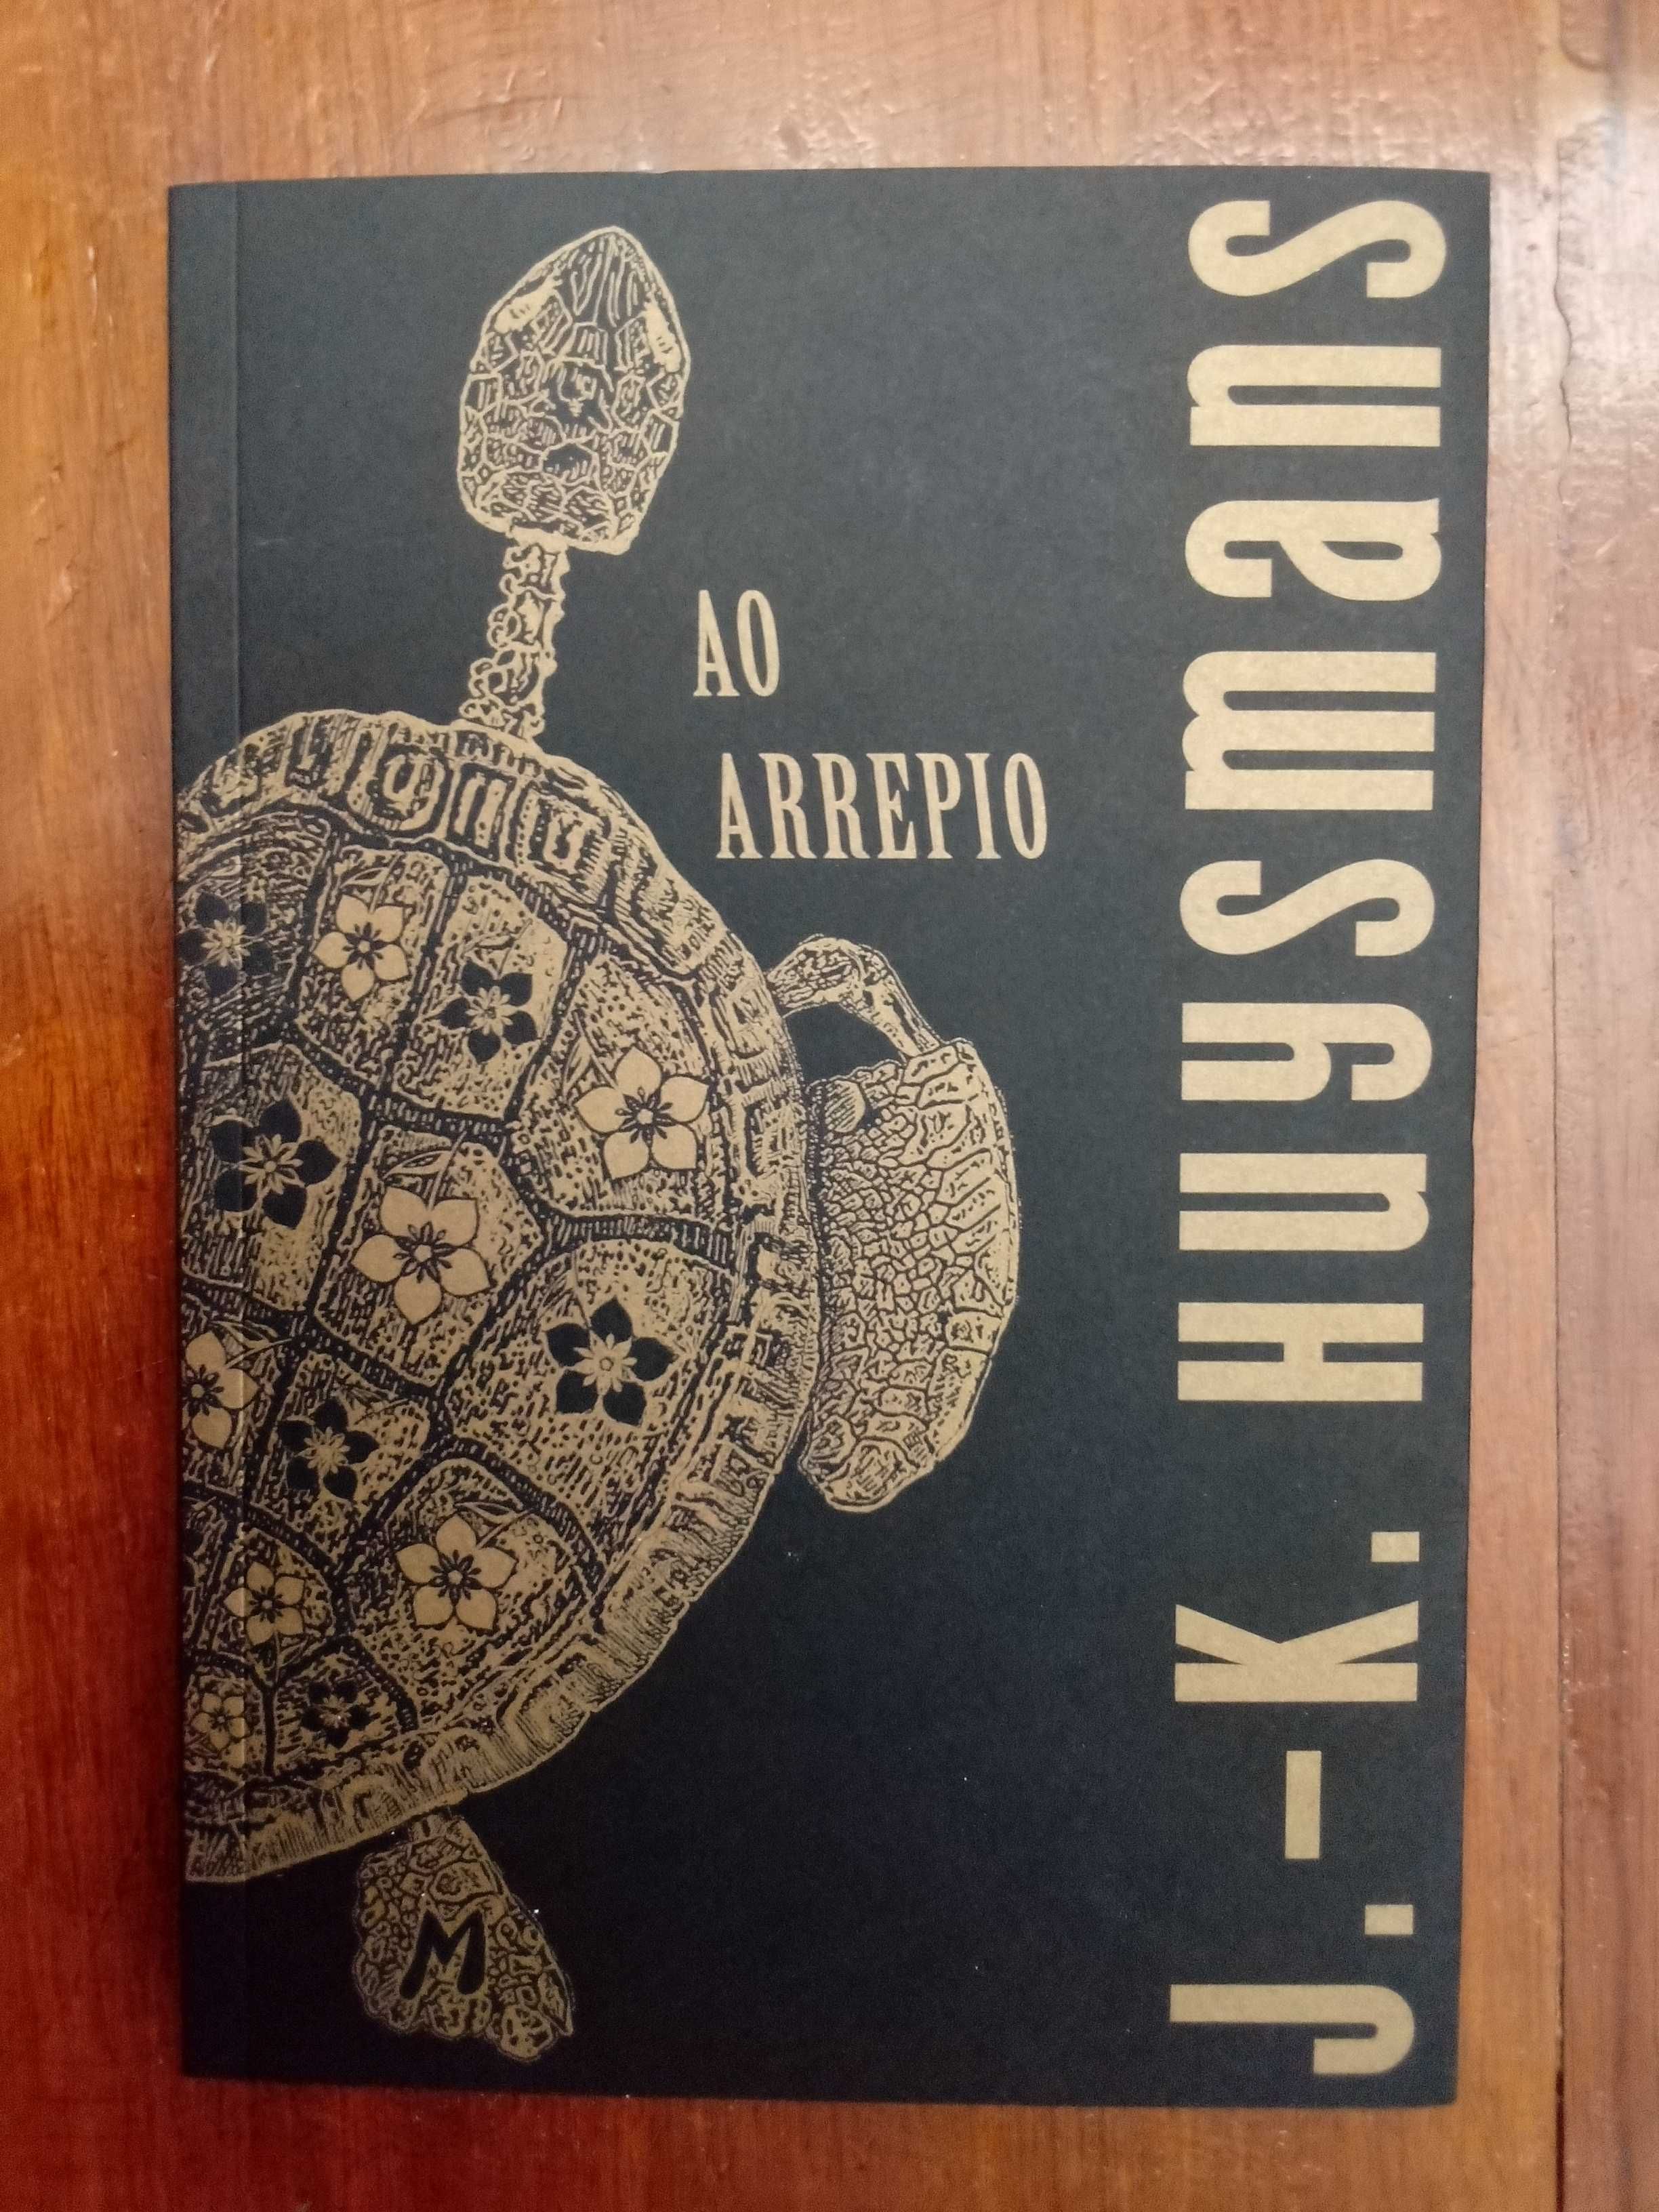 AO
ARREPIO
J.-K. Huysmans
M